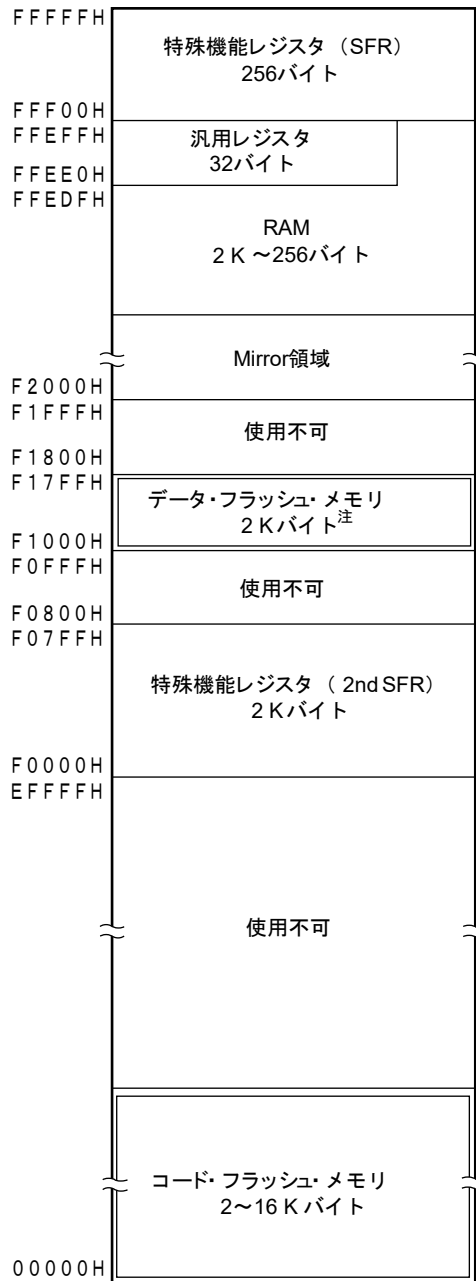 FFFFFH
特殊機能レジスタ（SFR）
256バイト
FFF00H
FFEFFH
汎用レジスタ
32バイト
FFEE0H
FFEDFH
RAM
2 K ～256バイト
Mirror領域
F2000H
F1FFFH
使用不可
F1800H
F17FFH
データ・フラッシュ・メモリ
2 Kバイト注
F1000H
F0FFFH
使用不可
F0800H
F07FFH
特殊機能レジスタ（ 2nd SFR）
2 Kバイト
F0000H
EFFFFH
使用不可
コード・フラッシュ・メモリ
2～16 K バイト
00000H